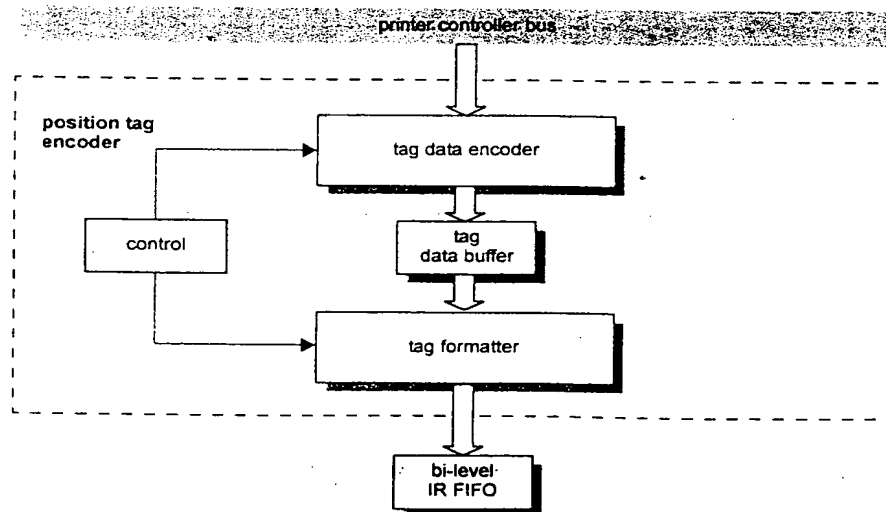 printer controller bus
position tag
encoder
tag data encoder
control
tag
data buffer
tag formatter
bi-level
IR FIFO